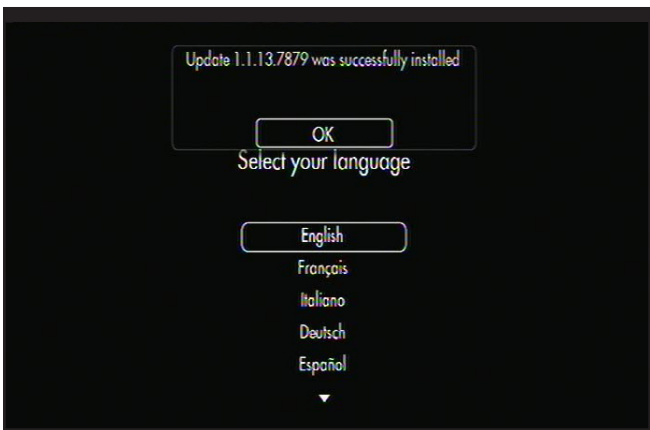 Update 1.1.13.7879 was successfully installed
OK
Select your language
English
Français
Italiano
Deutsch
Español